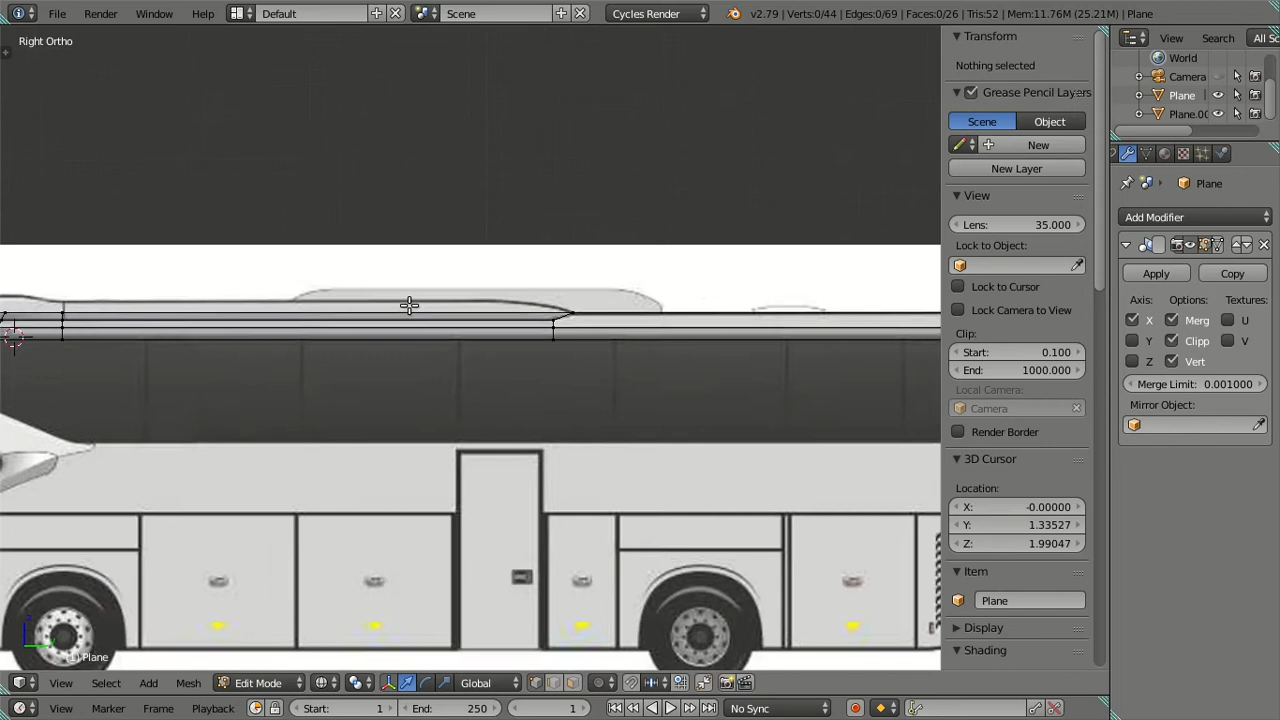 File Render Window Help Default Scene Cycles Render v2.79 | Verts:0/44 | Edges:0/69 | Faces:0/26 | Tris:52 | Mem:11.76M (25.21M) | Plane
Right Ortho
Transform
Nothing selected
Grease Pencil Layers
Scene Object
New
New Layer
View
Lens: 35.000
Lock to Object:
Lock to Cursor
Lock Camera to View
Clip:
Start: 0.100
End: 1000.000
Local Camera:
Camera
Render Border
3D Cursor
Location:
X: -0.00000
Y: 1.33527
Z: 1.99047
Item
Plane
Display
Shading
View Search All Sc
World
Camera
Plane
Plane.00
Plane
Add Modifier
Apply Copy
Axis: Options: Textures:
X Merg U
Y Clipp V
Z Vert
Merge Limit: 0.001000
Mirror Object:
(1) Plane
View Select Add Mesh Edit Mode Global
View Marker Frame Playback Start: 1 End: 250 1 No Sync